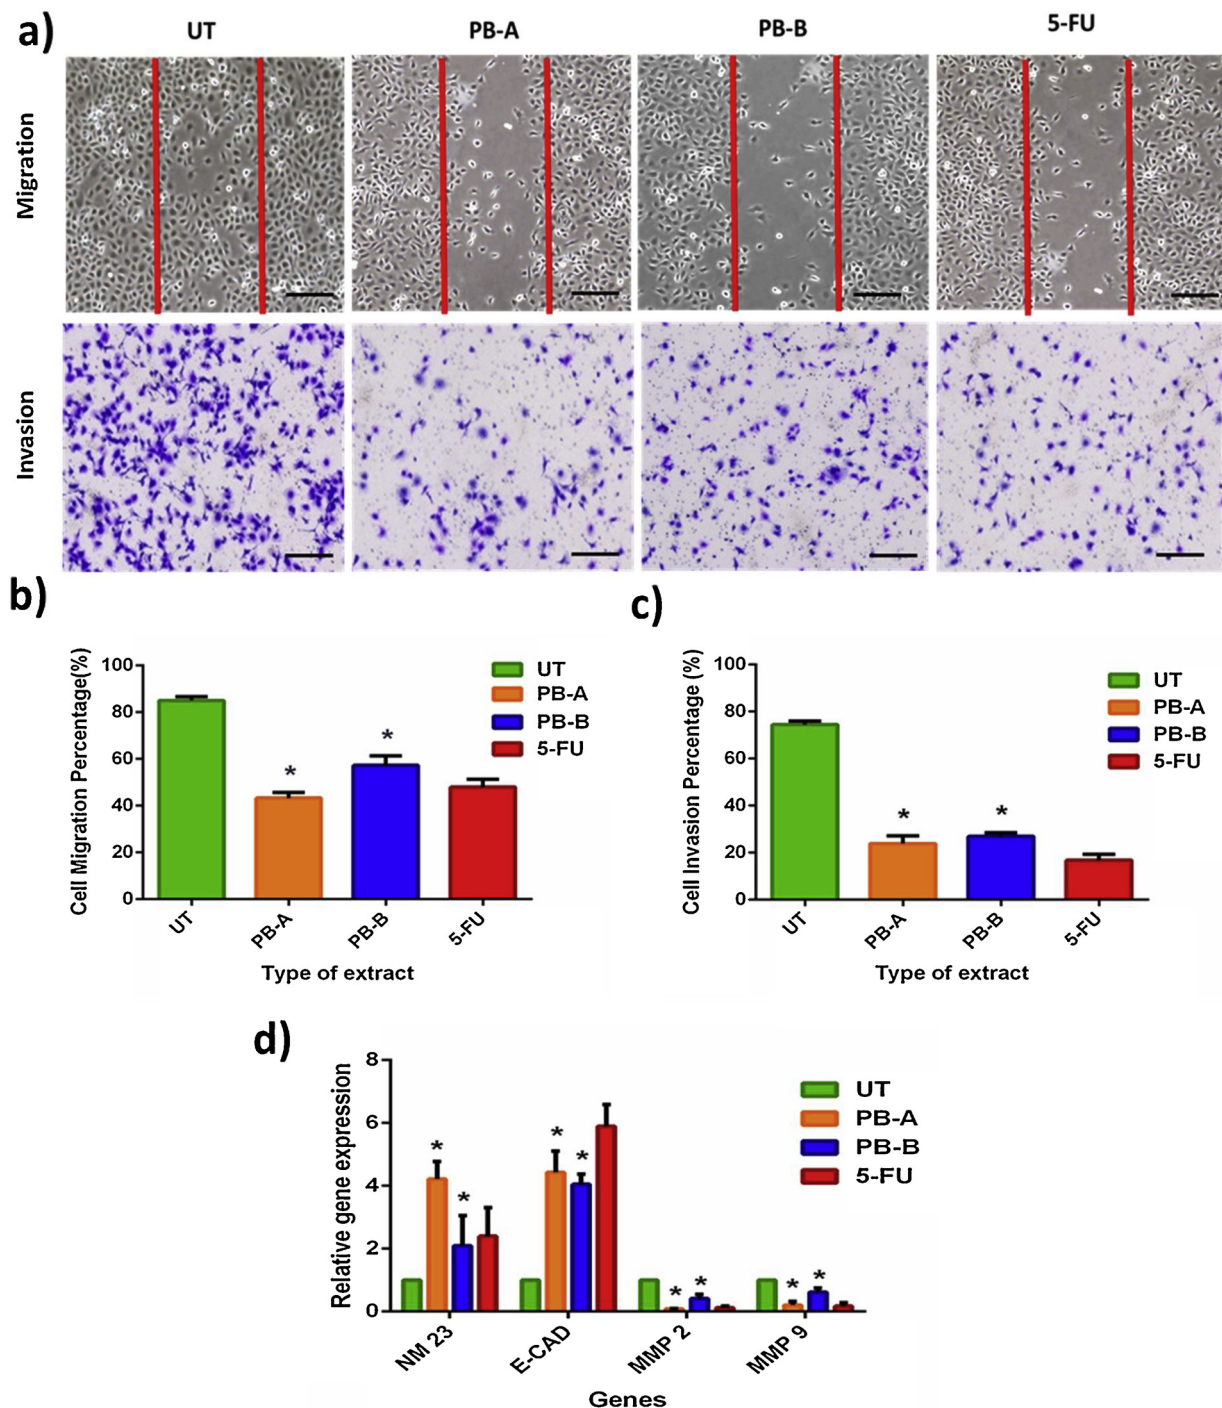 a)
UT PB-A PB-B 5-FU
Migration
Invasion
b)
Cell Migration Percentage(%)
100
80
60
40
20
0
* *
UT
PB-A
PB-B
5-FU
UT PB-A PB-B 5-FU
Type of extract
c)
Cell Invasion Percentage (%)
100
80
60
40
20
0
* *
UT
PB-A
PB-B
5-FU
UT PB-A PB-B 5-FU
Type of extract
d)
Relative gene expression
8
6
4
2
0
* * * * * * * *
UT
PB-A
PB-B
5-FU
NM 23 E-CAD MMP 2 MMP 9
Genes